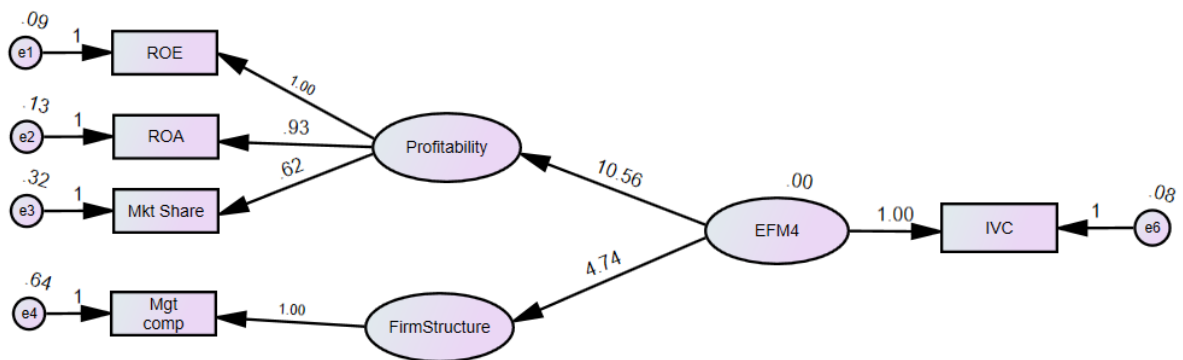 .09
e1
1
ROE
1.00
.13
e2
1
ROA
.93
Profitability
.32
e3
1
Mkt Share
.62
10.56
.00
EFM4
1.00
IVC
1
.08
e6
4.74
.64
e4
1
Mgt
comp
1.00
FirmStructure